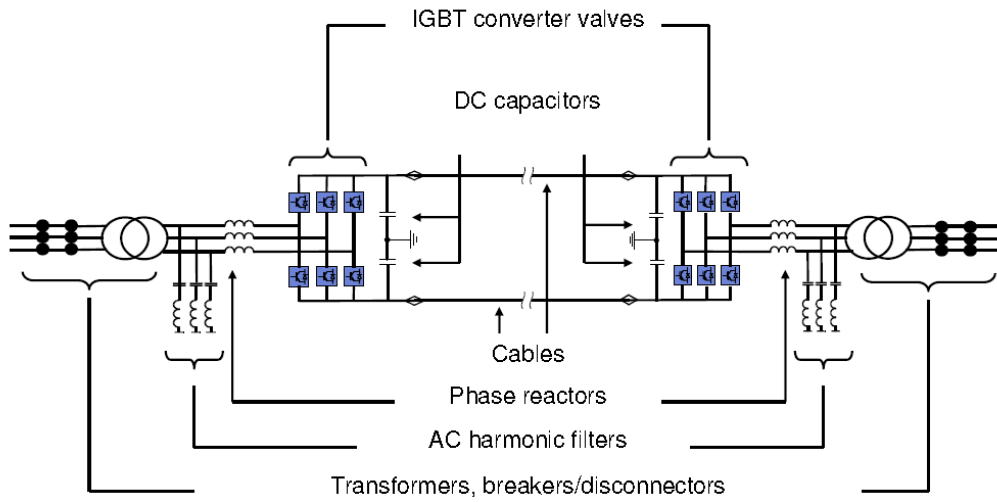 IGBT converter valves
DC capacitors
Cables
Phase reactors
AC harmonic filters
Transformers, breakers/disconnectors